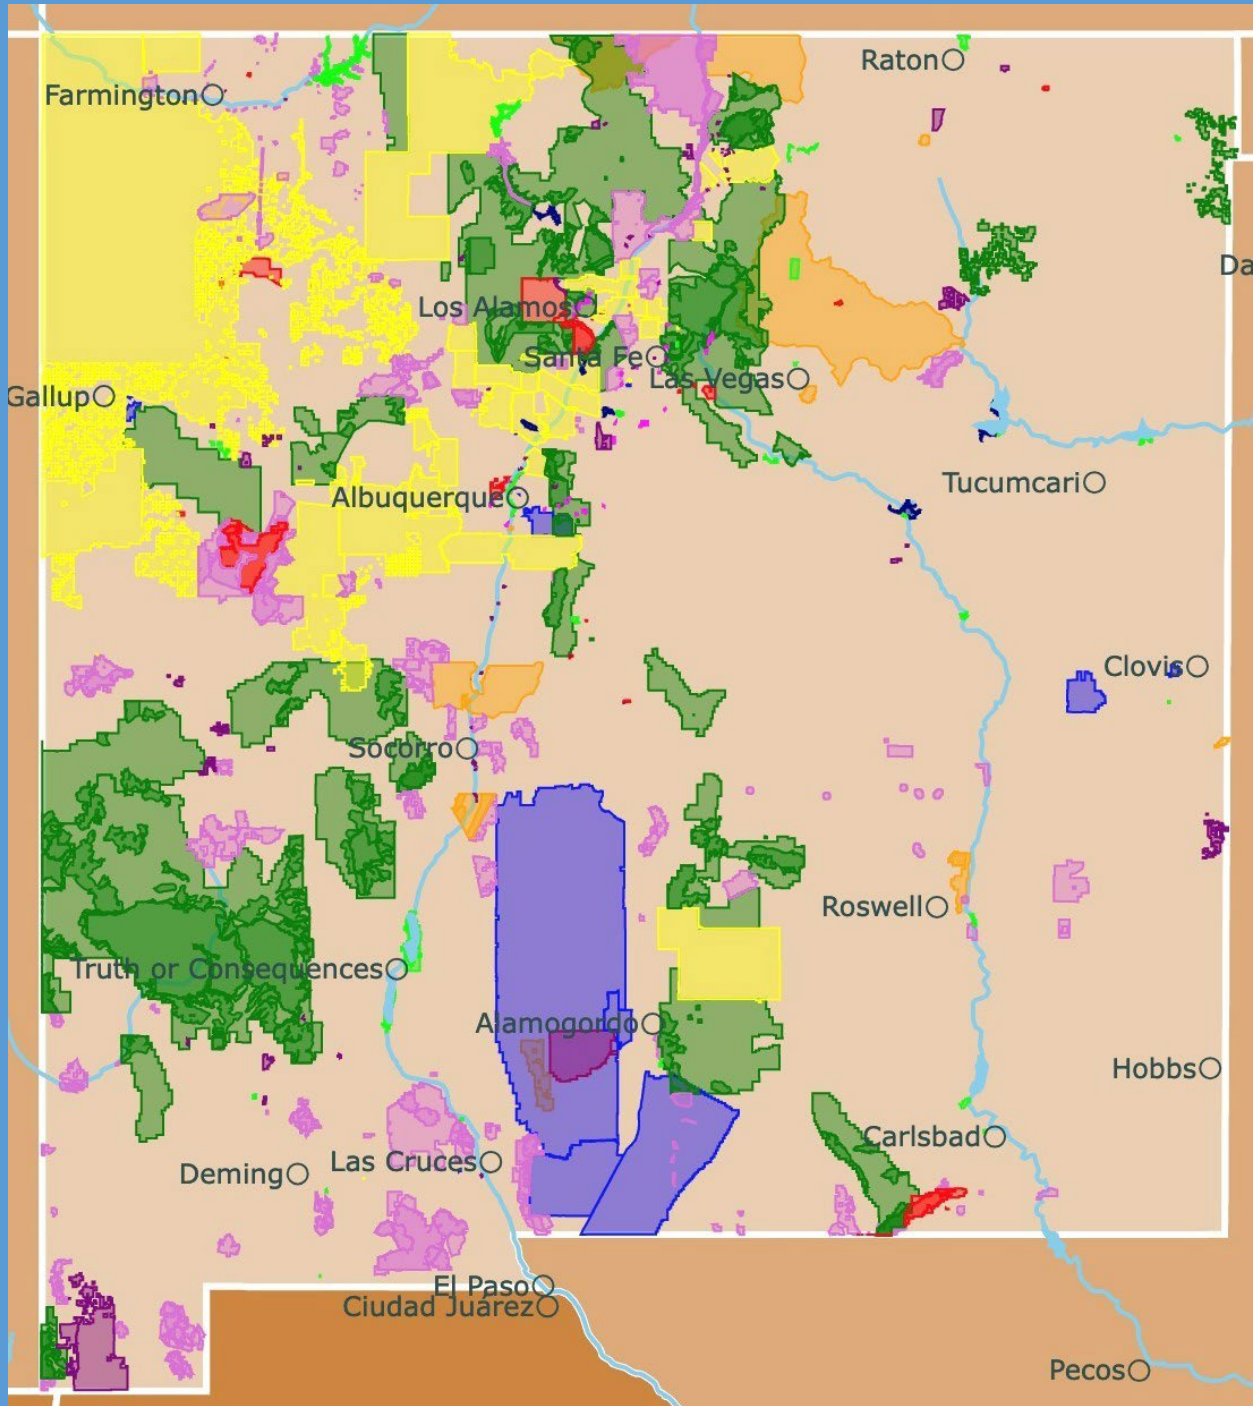 Raton
Farmington
Da
Los Alamos
Santa Fe
Las Vegas
Gallup
Tucumcari
Albuquerque
Clovis
Socorro
Roswell
Truth or Consequences
Alamogordo
Hobbs
Carlsbad
Las Cruces
Deming
El Paso
Ciudad Juárez
Pecos